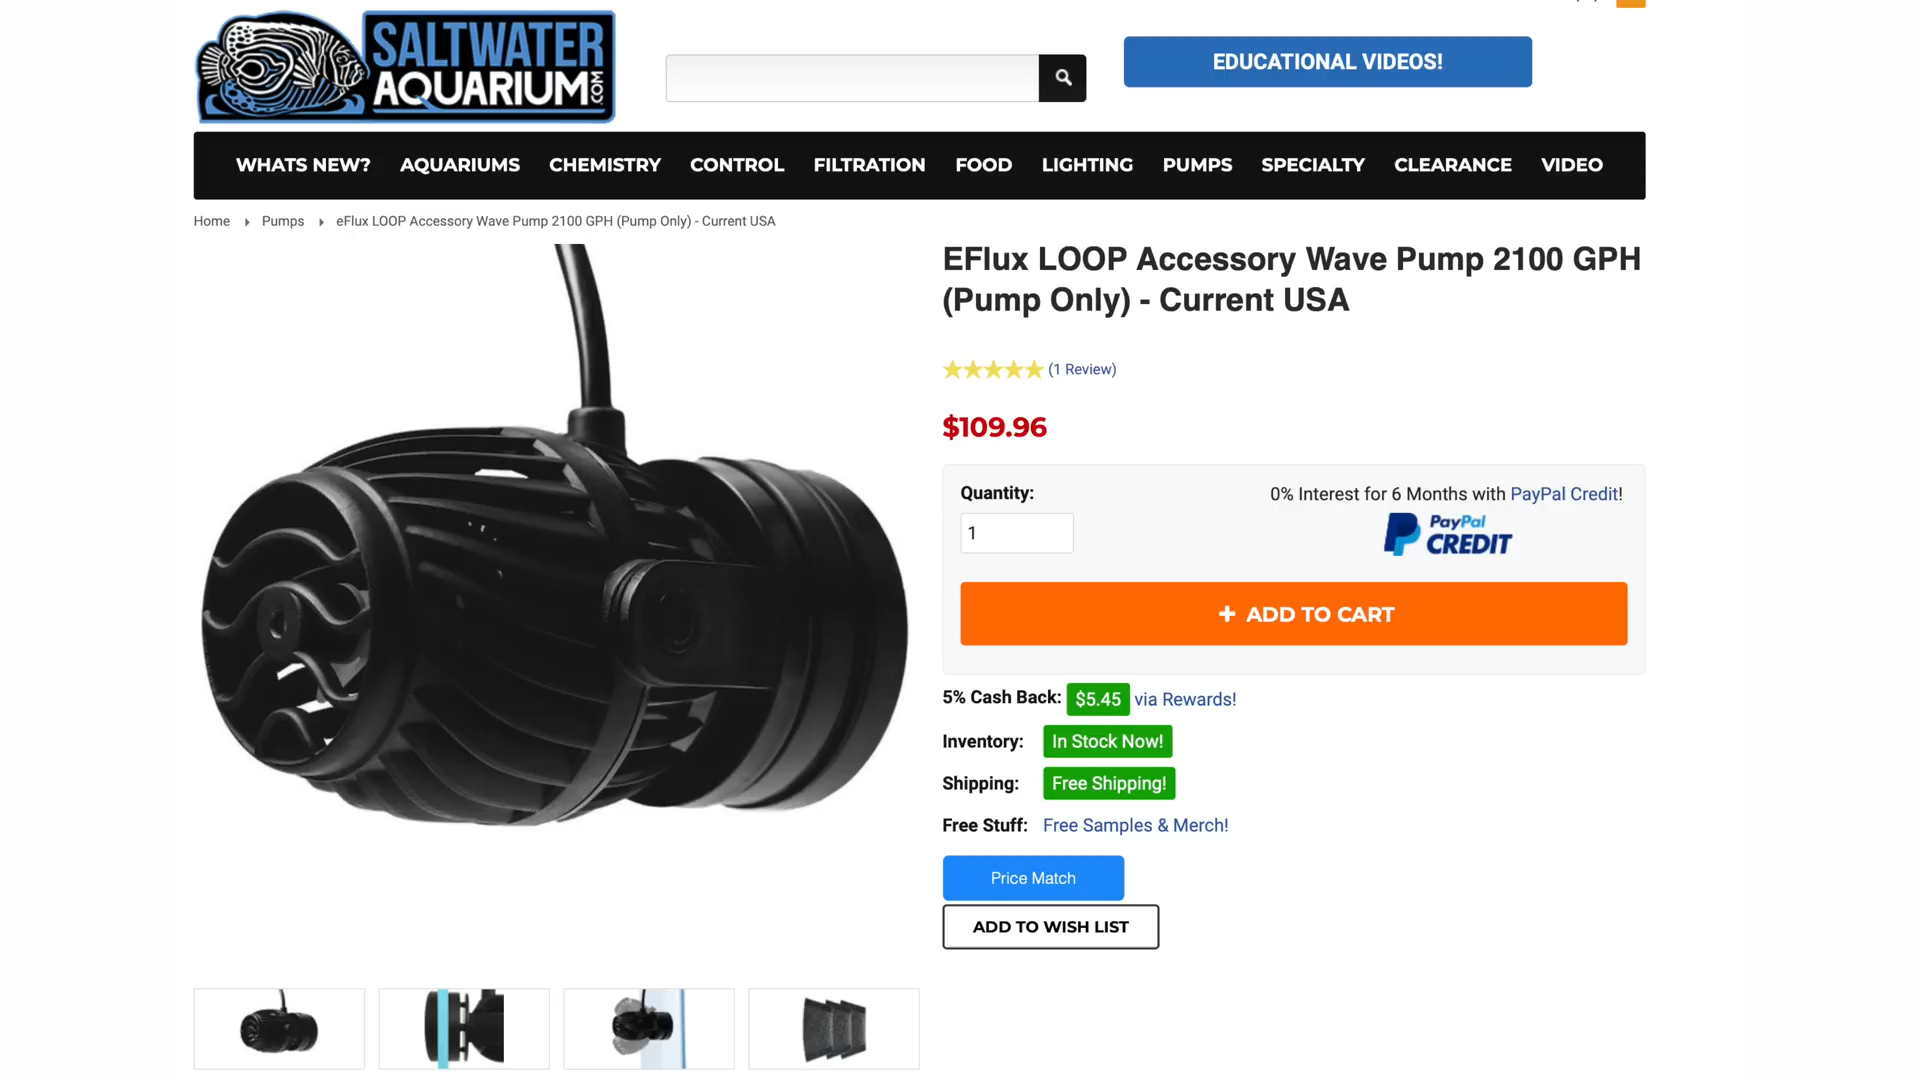 SALTWATER
AQUARIUM.COM
EDUCATIONAL VIDEOS!
WHATS NEW? AQUARIUMS CHEMISTRY CONTROL FILTRATION FOOD LIGHTING PUMPS SPECIALTY CLEARANCE VIDEO
Home Pumps eFlux LOOP Accessory Wave Pump 2100 GPH (Pump Only) - Current USA
EFlux LOOP Accessory Wave Pump 2100 GPH
(Pump Only) - Current USA
(1 Review)
$109.96
Quantity:
0% Interest for 6 Months with PayPal Credit!
1
PayPal
CREDIT
+ ADD TO CART
5% Cash Back: $5.45 via Rewards!
Inventory: In Stock Now!
Shipping: Free Shipping!
Free Stuff: Free Samples & Merch!
Price Match
ADD TO WISH LIST